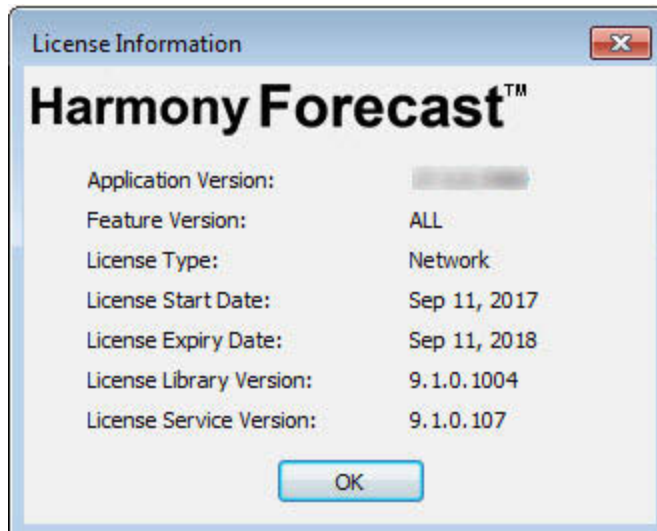 License Information
Harmony Forecast™
Application Version:
Feature Version: ALL
License Type: Network
License Start Date: Sep 11, 2017
License Expiry Date: Sep 11, 2018
License Library Version: 9.1.0.1004
License Service Version: 9.1.0.107
OK